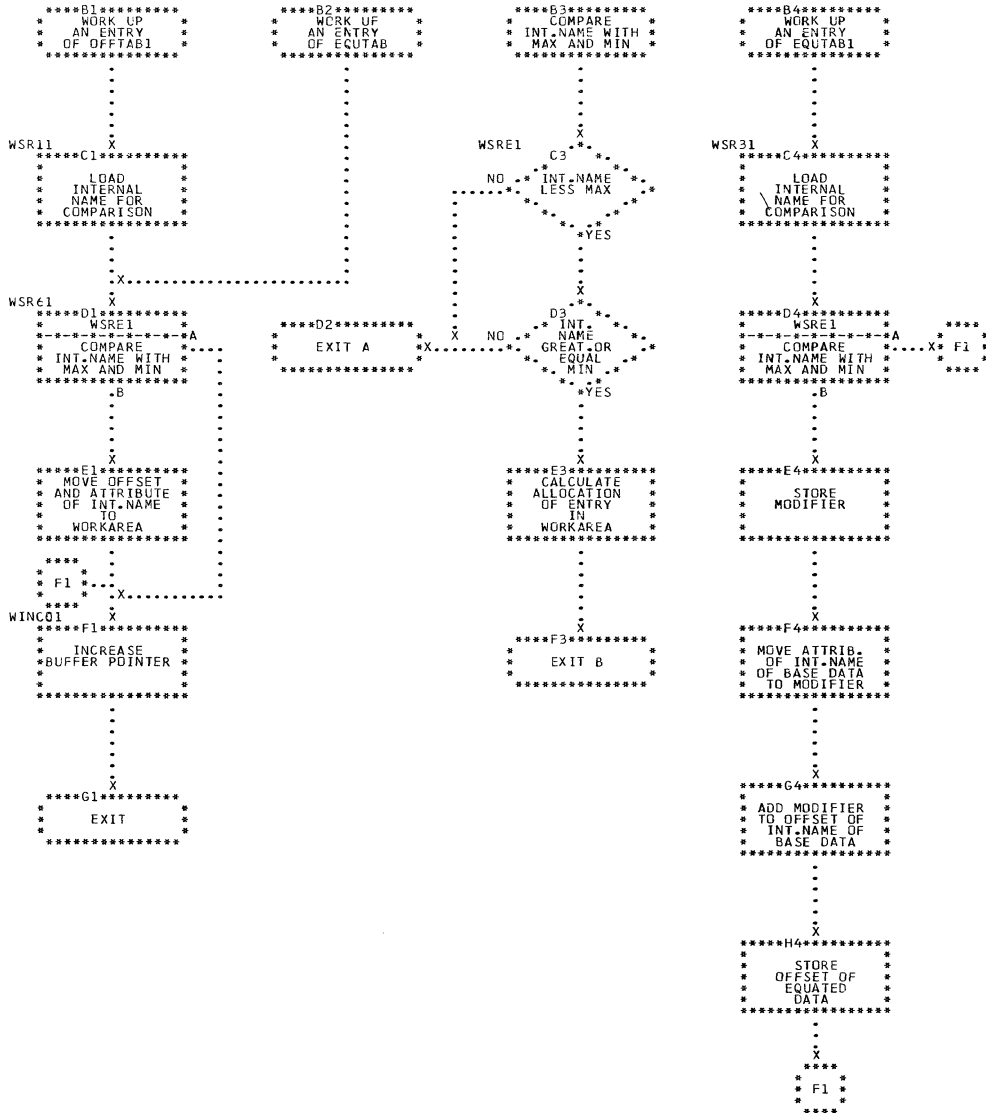 B1
WORK UP
AN ENTRY
OF OFFTAB1
B2
WORK UP
AN ENTRY
OF EQUTAB
B3
COMPARE
INT.NAME WITH
MAX AND MIN
B4
WORK UP
AN ENTRY
OF EQUTAB1
WSR11
C1
LOAD
INTERNAL
NAME FOR
COMPARISON
WSRE1
C3
NO
INT.NAME
LESS MAX
YES
WSR31
C4
LOAD
INTERNAL
NAME FOR
COMPARISON
X
WSR61
D1
WSRE1
A
COMPARE
INT.NAME WITH
MAX AND MIN
B
D2
EXIT A
X
NO
D3
INT.
NAME
GREAT.OR
EQUAL
MIN
YES
D4
WSRE1
A
COMPARE
INT.NAME WITH
MAX AND MIN
B
X
F1
E1
MOVE OFFSET
AND ATTRIBUTE
OF INT.NAME
TO
WORKAREA
E3
CALCULATE
ALLOCATION
OF ENTRY
IN
WORKAREA
E4
STORE
MODIFIER
F1
X
WINC01
F1
INCREASE
BUFFER POINTER
F3
EXIT B
F4
MOVE ATTRIB.
OF INT.NAME
OF BASE DATA
TO MODIFIER
G1
EXIT
G4
ADD MODIFIER
TO OFFSET OF
INT.NAME OF
BASE DATA
H4
STORE
OFFSET OF
EQUATED
DATA
X
F1